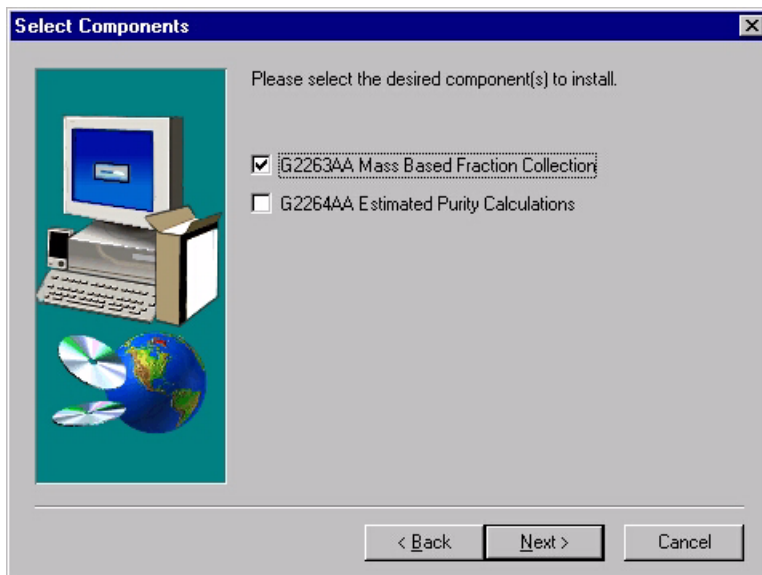 Select Components
Please select the desired component(s) to install.
G2263AA Mass Based Fraction Collection
G2264AA Estimated Purity Calculations
< Back
Next >
Cancel